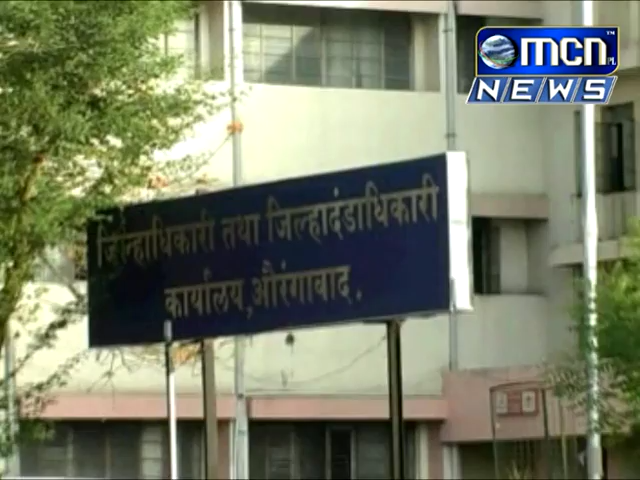 mcn
NEWS
जिल्हाधिकारी तथा जिल्हादंडाधिकारी
कार्यालय,औरंगाबाद.